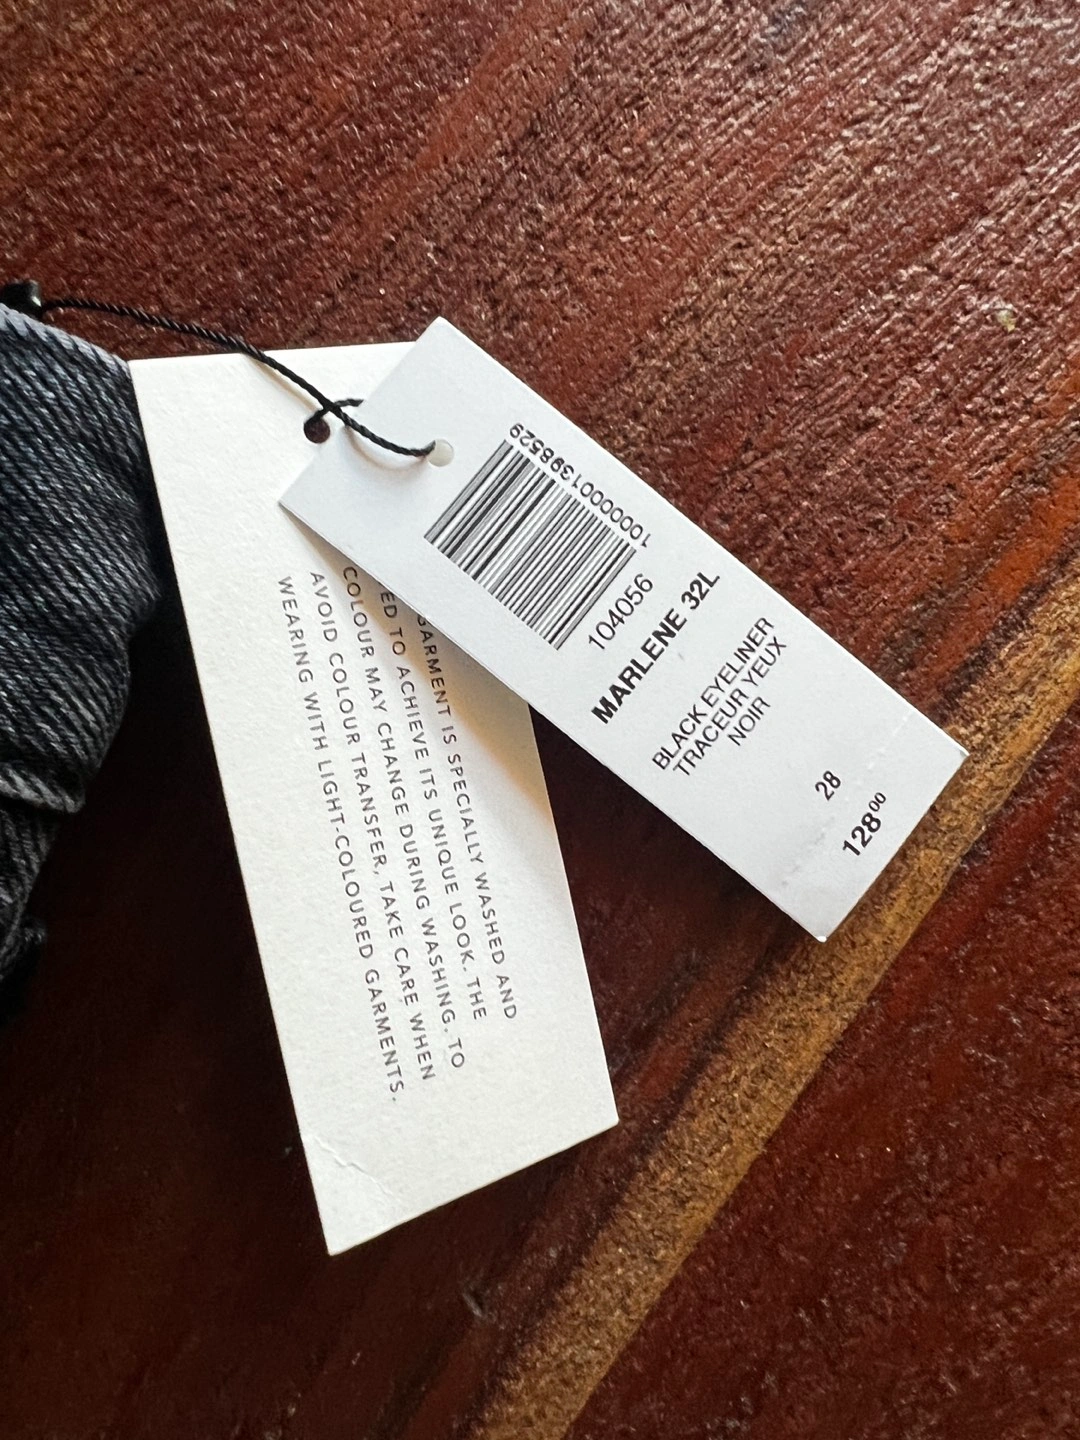 1000001398529
104056
MARLENE 32L
BLACK EYELINER
TRACEUR YEUX
NOIR
28
128⁰⁰
GARMENT IS SPECIALLY WASHED AND
TO ACHIEVE ITS UNIQUE LOOK. THE
COLOUR MAY CHANGE DURING WASHING. TO
AVOID COLOUR TRANSFER, TAKE CARE WHEN
WEARING WITH LIGHT-COLOURED GARMENTS.